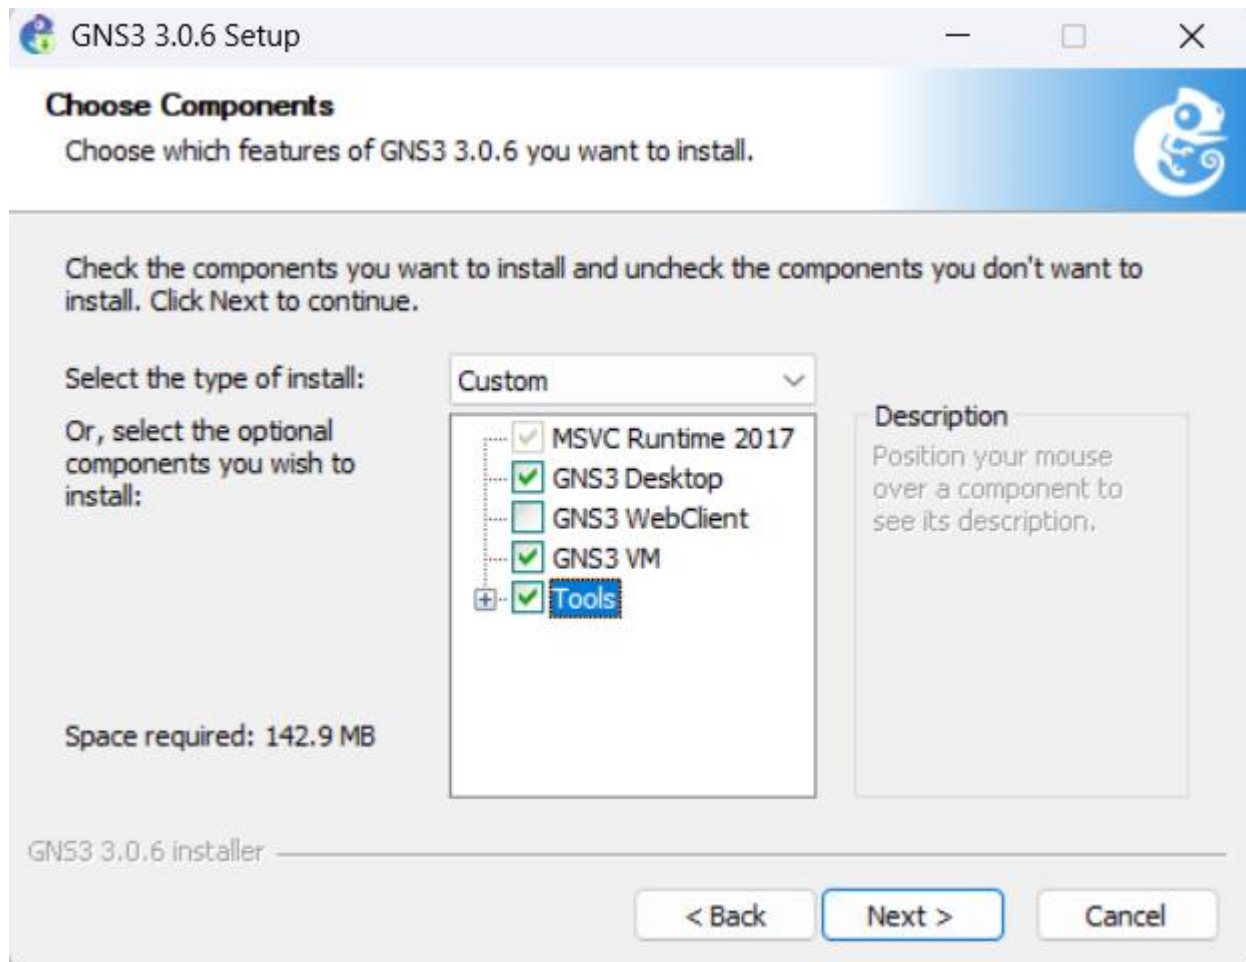 GNS3 3.0.6 Setup
Choose Components
Choose which features of GNS3 3.0.6 you want to install.
Check the components you want to install and uncheck the components you don't want to
install. Click Next to continue.
Select the type of install:
Custom
Or, select the optional
components you wish to
install:
MSVC Runtime 2017
GNS3 Desktop
GNS3 WebClient
GNS3 VM
Tools
Description
Position your mouse
over a component to
see its description.
Space required: 142.9 MB
GNS3 3.0.6 installer
< Back
Next >
Cancel